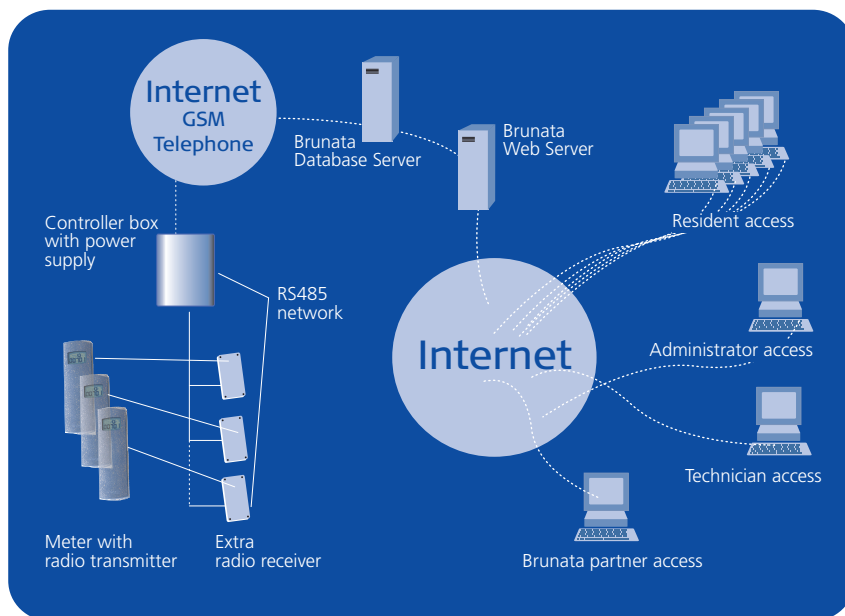 Internet
GSM
Telephone
Brunata
Database Server
Brunata
Web Server
Resident access
Controller box
with power
supply
RS485
network
Internet
Administrator access
Technician access
Meter with
radio transmitter
Extra
radio receiver
Brunata partner access